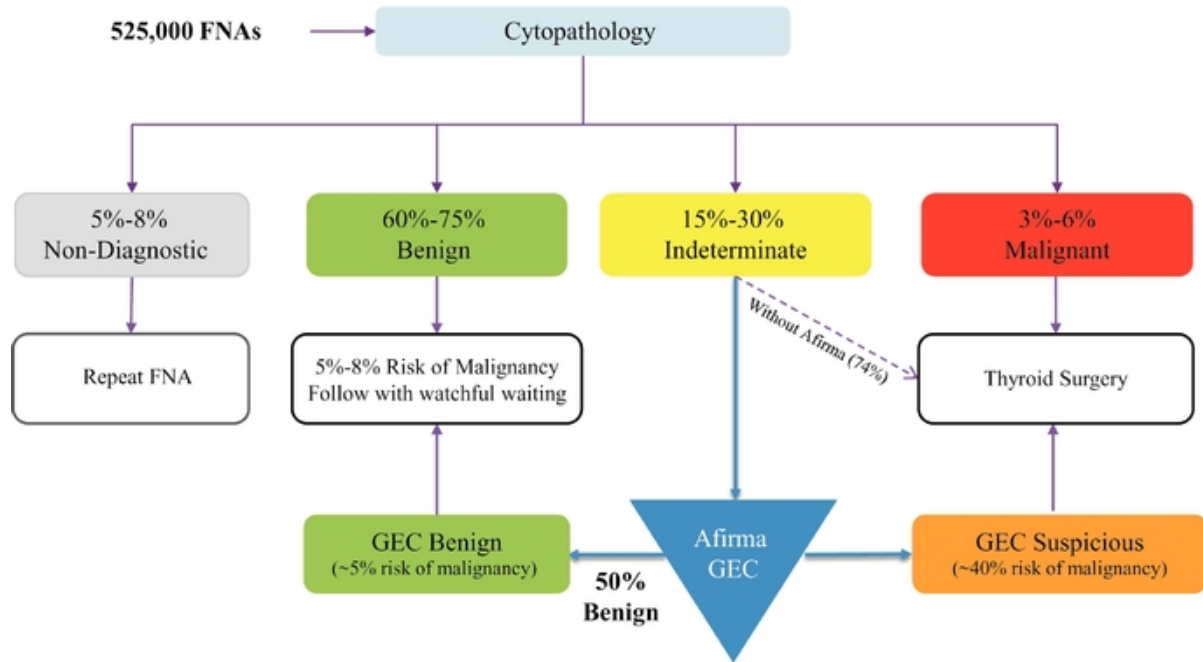 525,000 FNAs
Cytopathology
5%-8%
Non-Diagnostic
60%-75%
Benign
15%-30%
Indeterminate
3%-6%
Malignant
Repeat FNA
5%-8% Risk of Malignancy
Follow with watchful waiting
Without Afirma (74%)
Thyroid Surgery
GEC Benign
(~5% risk of malignancy)
50%
Benign
Afirma
GEC
GEC Suspicious
(~40% risk of malignancy)